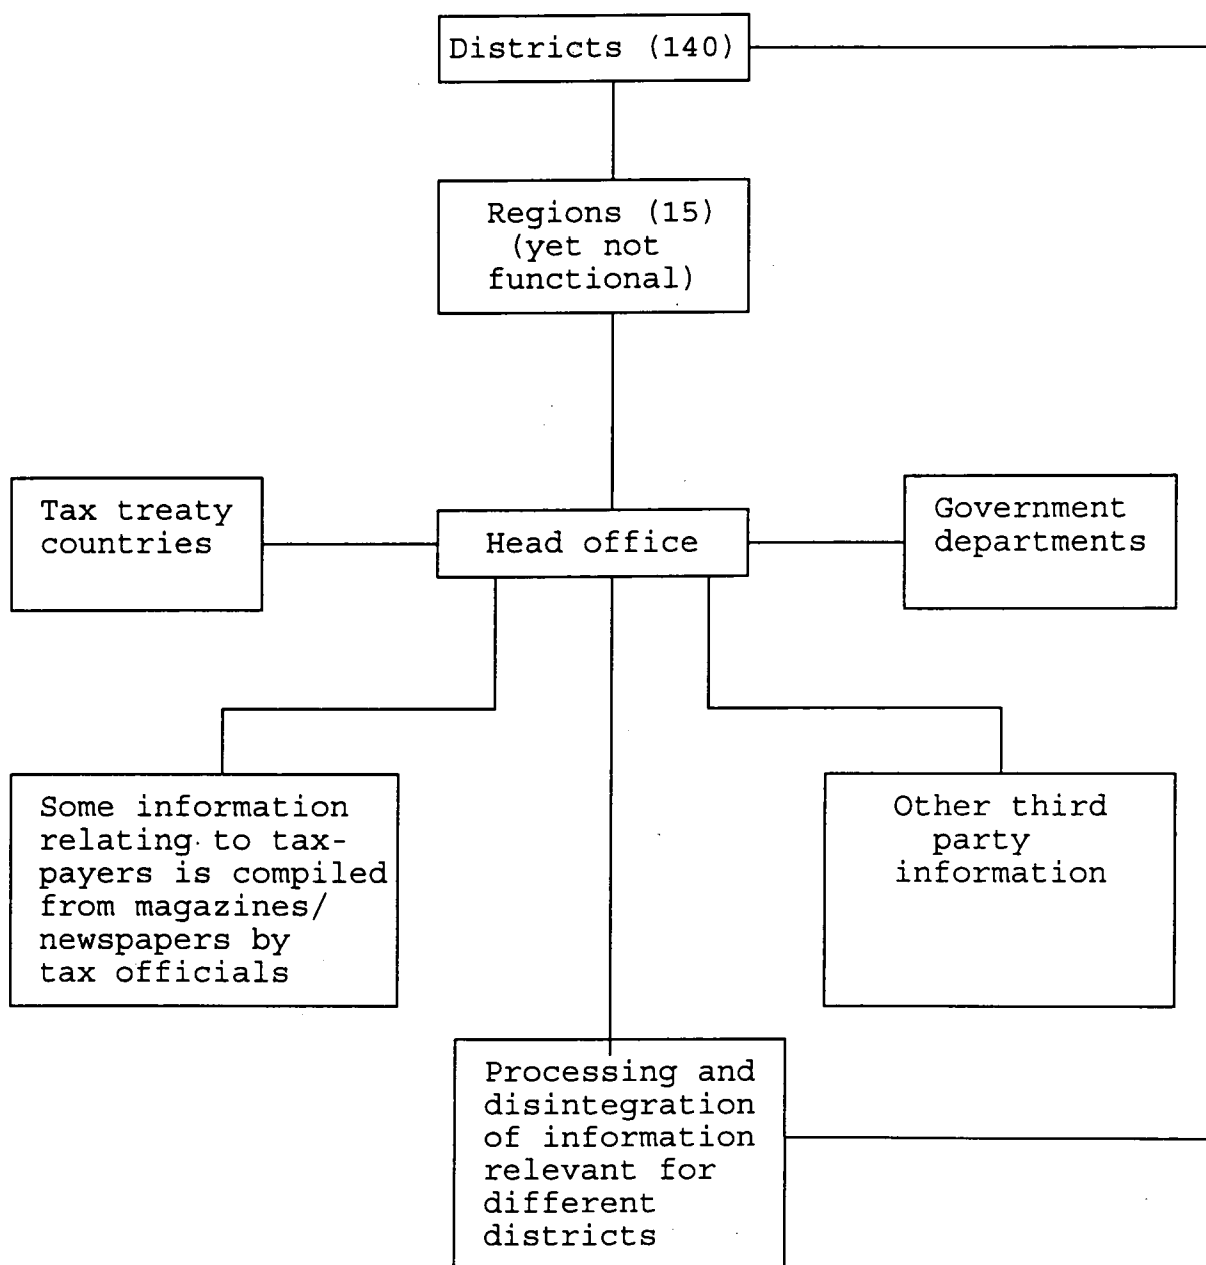 Districts (140)
Regions (15)
(yet not
functional)
Tax treaty
countries
Head office
Government
departments
Some information
relating to tax-
payers is compiled
from magazines/
newspapers by
tax officials
Other third
party
information
Processing and
disintegration
of information
relevant for
different
districts